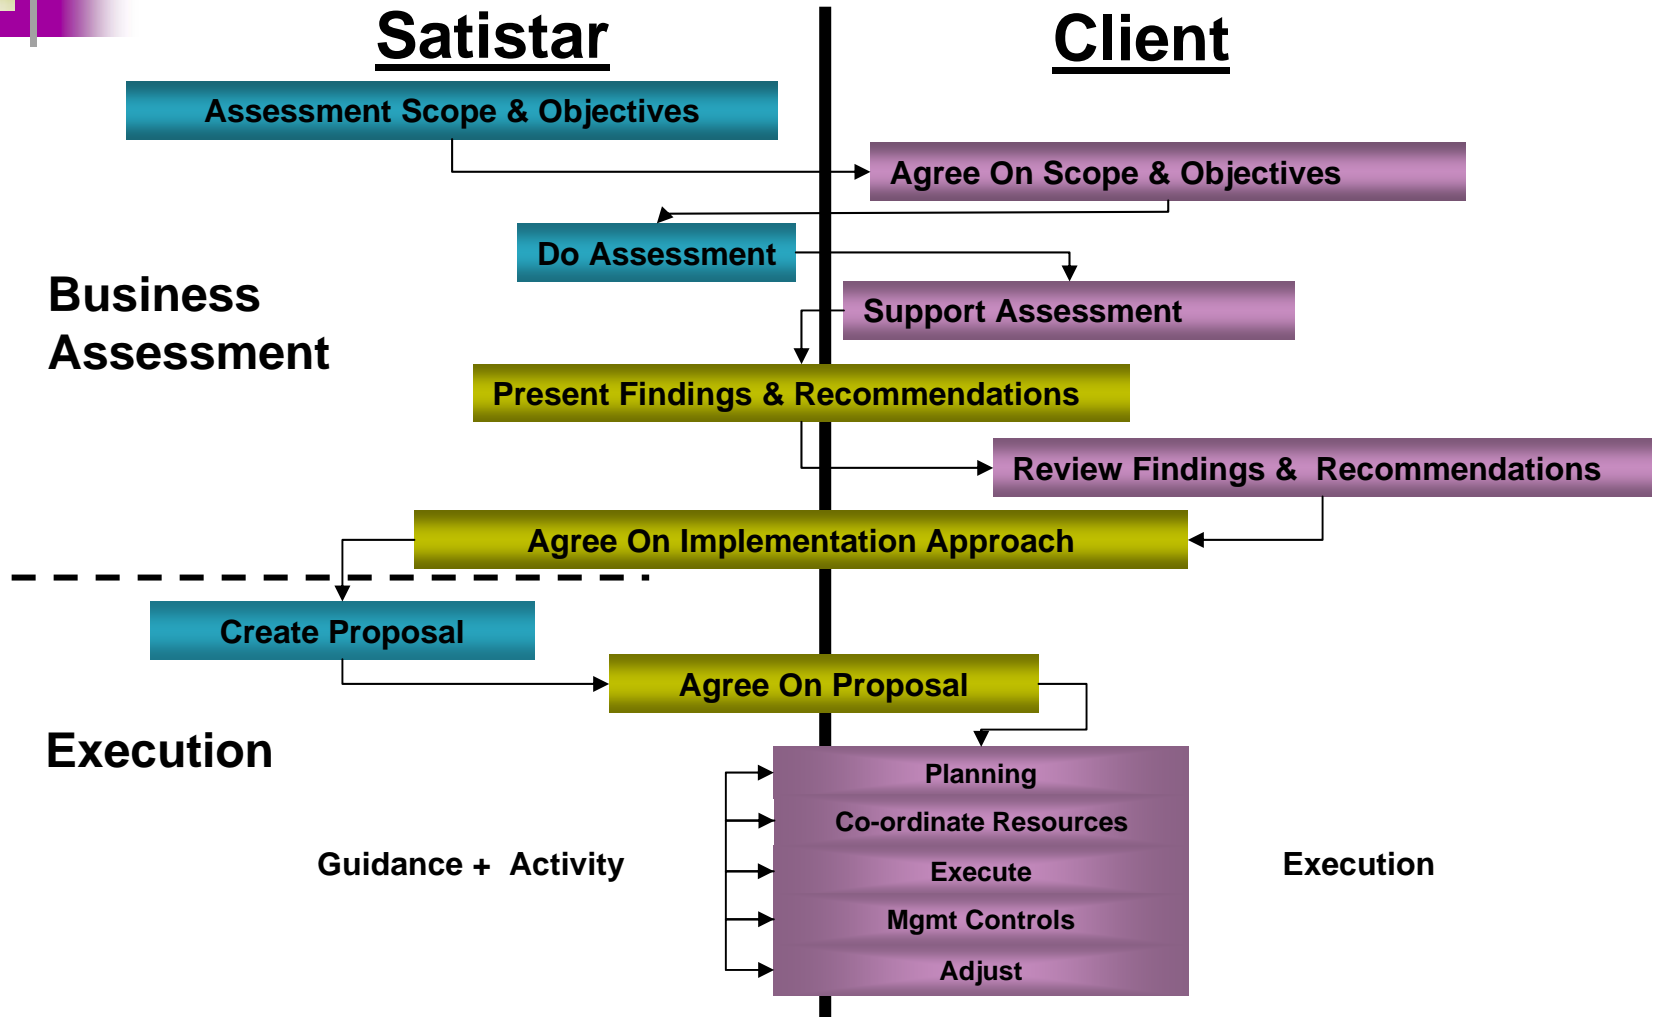 Satistar
Client
Assessment Scope & Objectives
Agree On Scope & Objectives
Do Assessment
Business
Assessment
Support Assessment
Present Findings & Recommendations
Review Findings & Recommendations
Agree On Implementation Approach
Create Proposal
Agree On Proposal
Execution
Planning
Co-ordinate Resources
Guidance + Activity
Execute
Execution
Mgmt Controls
Adjust